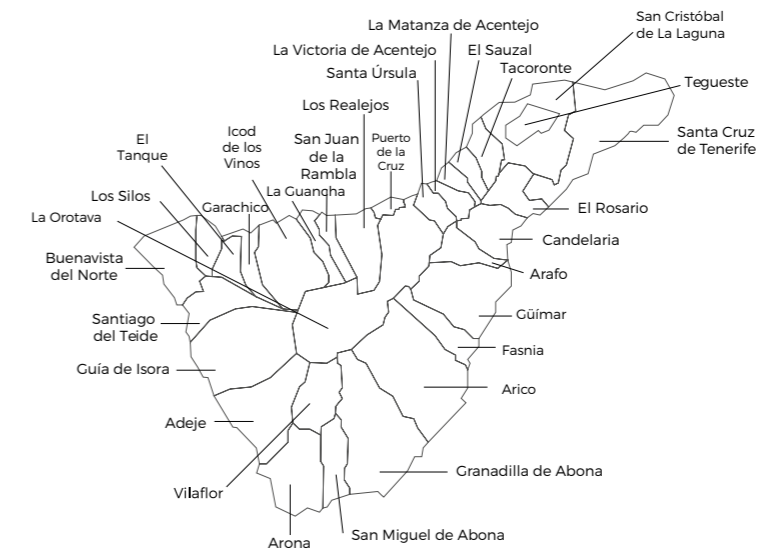 San Cristóbal
de La Laguna
La Matanza de Acentejo
La Victoria de Acentejo
El Sauzal
Santa Úrsula
Tacoronte
Tegueste
Los Realejos
Santa Cruz
de Tenerife
El
Tanque
Icod
de los
Vinos
San Juan
de la
Rambla
Puerto
de la
Cruz
La Guancha
Los Silos
Garachico
La Orotava
El Rosario
Candelaria
Buenavista
del Norte
Arafo
Santiago
del Teide
Güímar
Fasnia
Guía de Isora
Arico
Adeje
Granadilla de Abona
Vilaflor
San Miguel de Abona
Arona